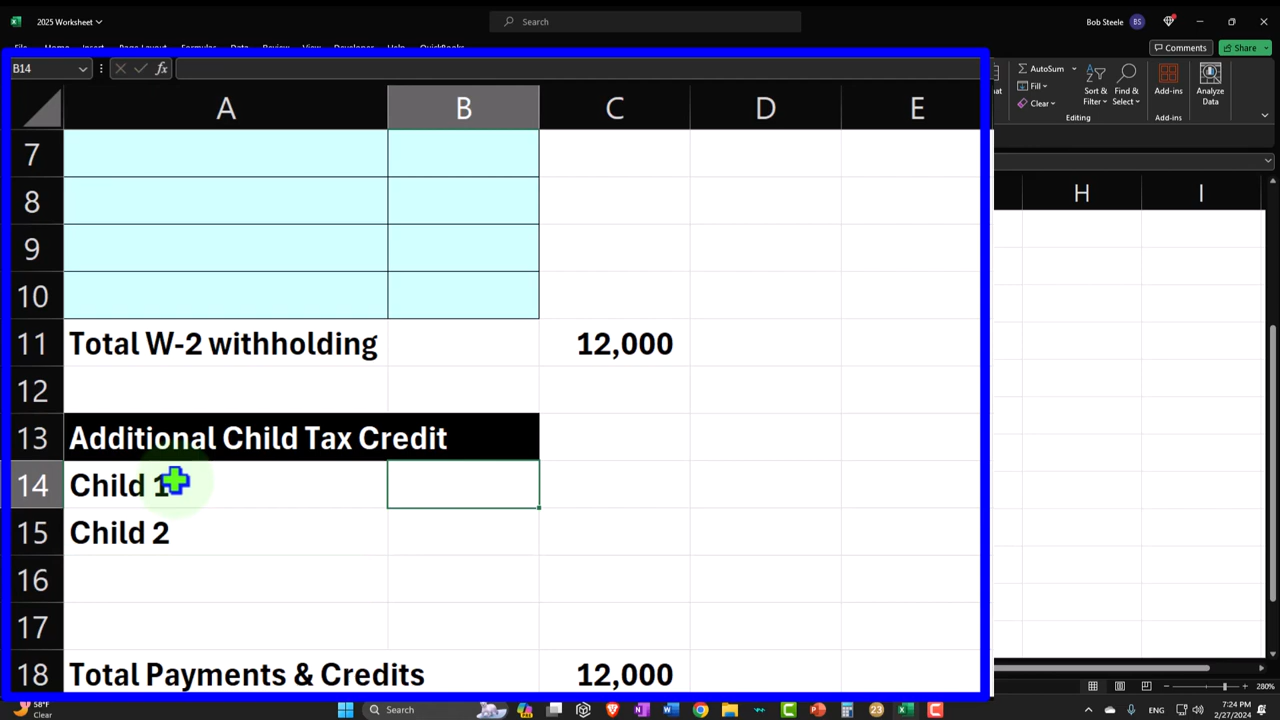 2025 Worksheet
Search
Bob Steele
BS
Comments
Share
B14
fx
AutoSum
Fill
Clear
Sort & Filter
Find & Select
Add-ins
Analyze Data
Editing
Add-ins
A B C D E H I
7
8
9
10
11 Total W-2 withholding 12,000
12
13 Additional Child Tax Credit
14 Child 1
15 Child 2
16
17
18 Total Payments & Credits 12,000
280%
58°F
Clear
Search
23
ENG
7:24 PM
2/27/2024